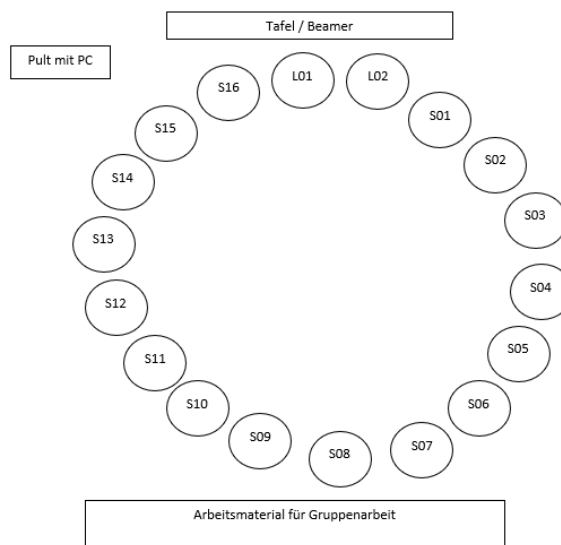 Tafel / Beamer
Pult mit PC
L01
L02
S16
S01
S15
S02
S14
S03
S13
S04
S12
S05
S11
S06
S10
S09
S07
S08
Arbeitsmaterial für Gruppenarbeit